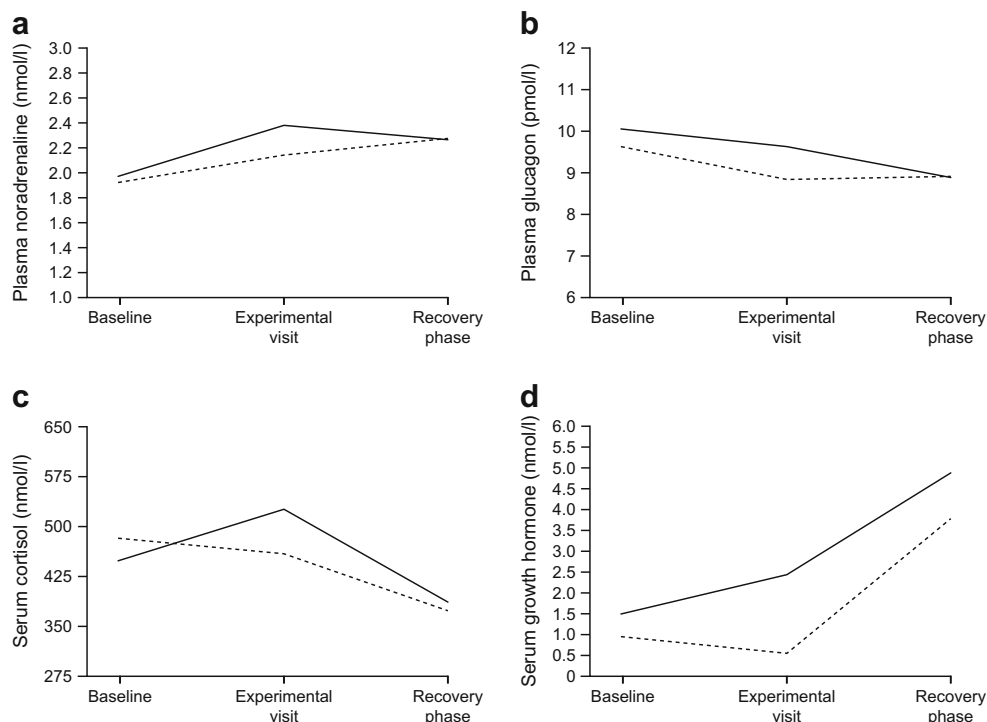 a
Plasma noradrenaline (nmol/l)
3.0
2.8
2.6
2.4
2.2
2.0
1.8
1.6
1.4
1.2
1.0
Baseline
Experimental
visit
Recovery
phase
b
Plasma glucagon (pmol/l)
12
11
10
9
8
7
6
Baseline
Experimental
visit
Recovery
phase
c
Serum cortisol (nmol/l)
650
575
500
425
350
275
Baseline
Experimental
visit
Recovery
phase
d
Serum growth hormone (nmol/l)
6.0
5.5
5.0
4.5
4.0
3.5
3.0
2.5
2.0
1.5
1.0
0.5
0
Baseline
Experimental
visit
Recovery
phase